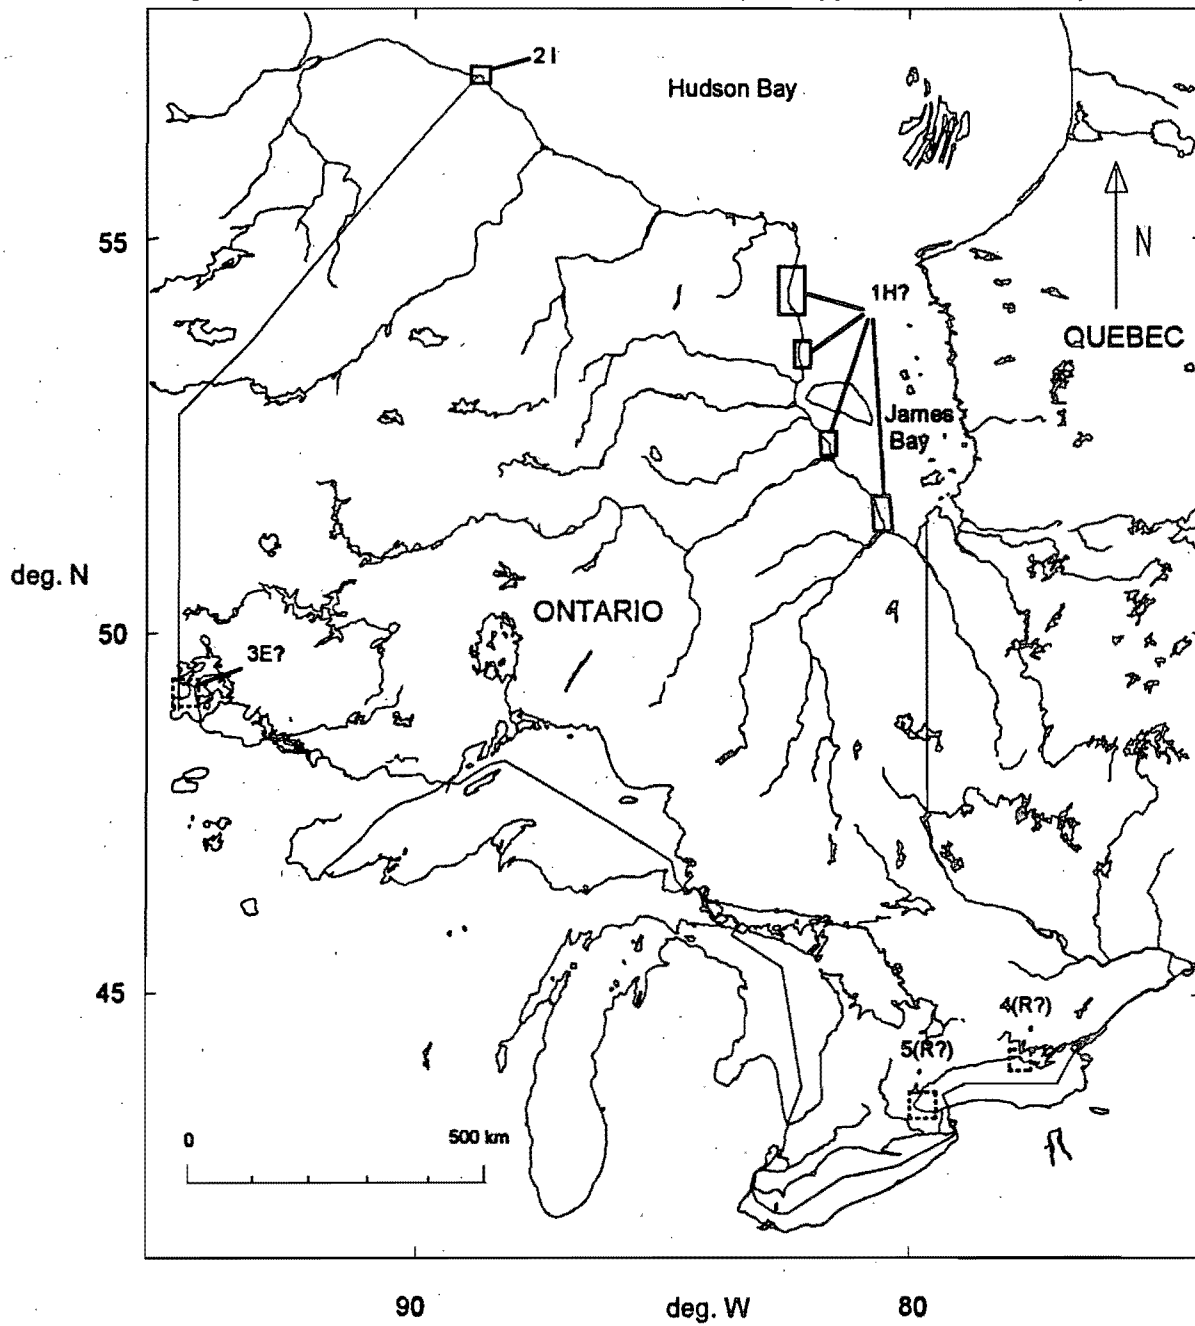 2 I
Hudson Bay
55
N
1H?
QUEBEC
James
Bay
deg. N
ONTARIO
50
3E?
45
4(R?)
5(R?)
0
500 km
90
deg. W
80